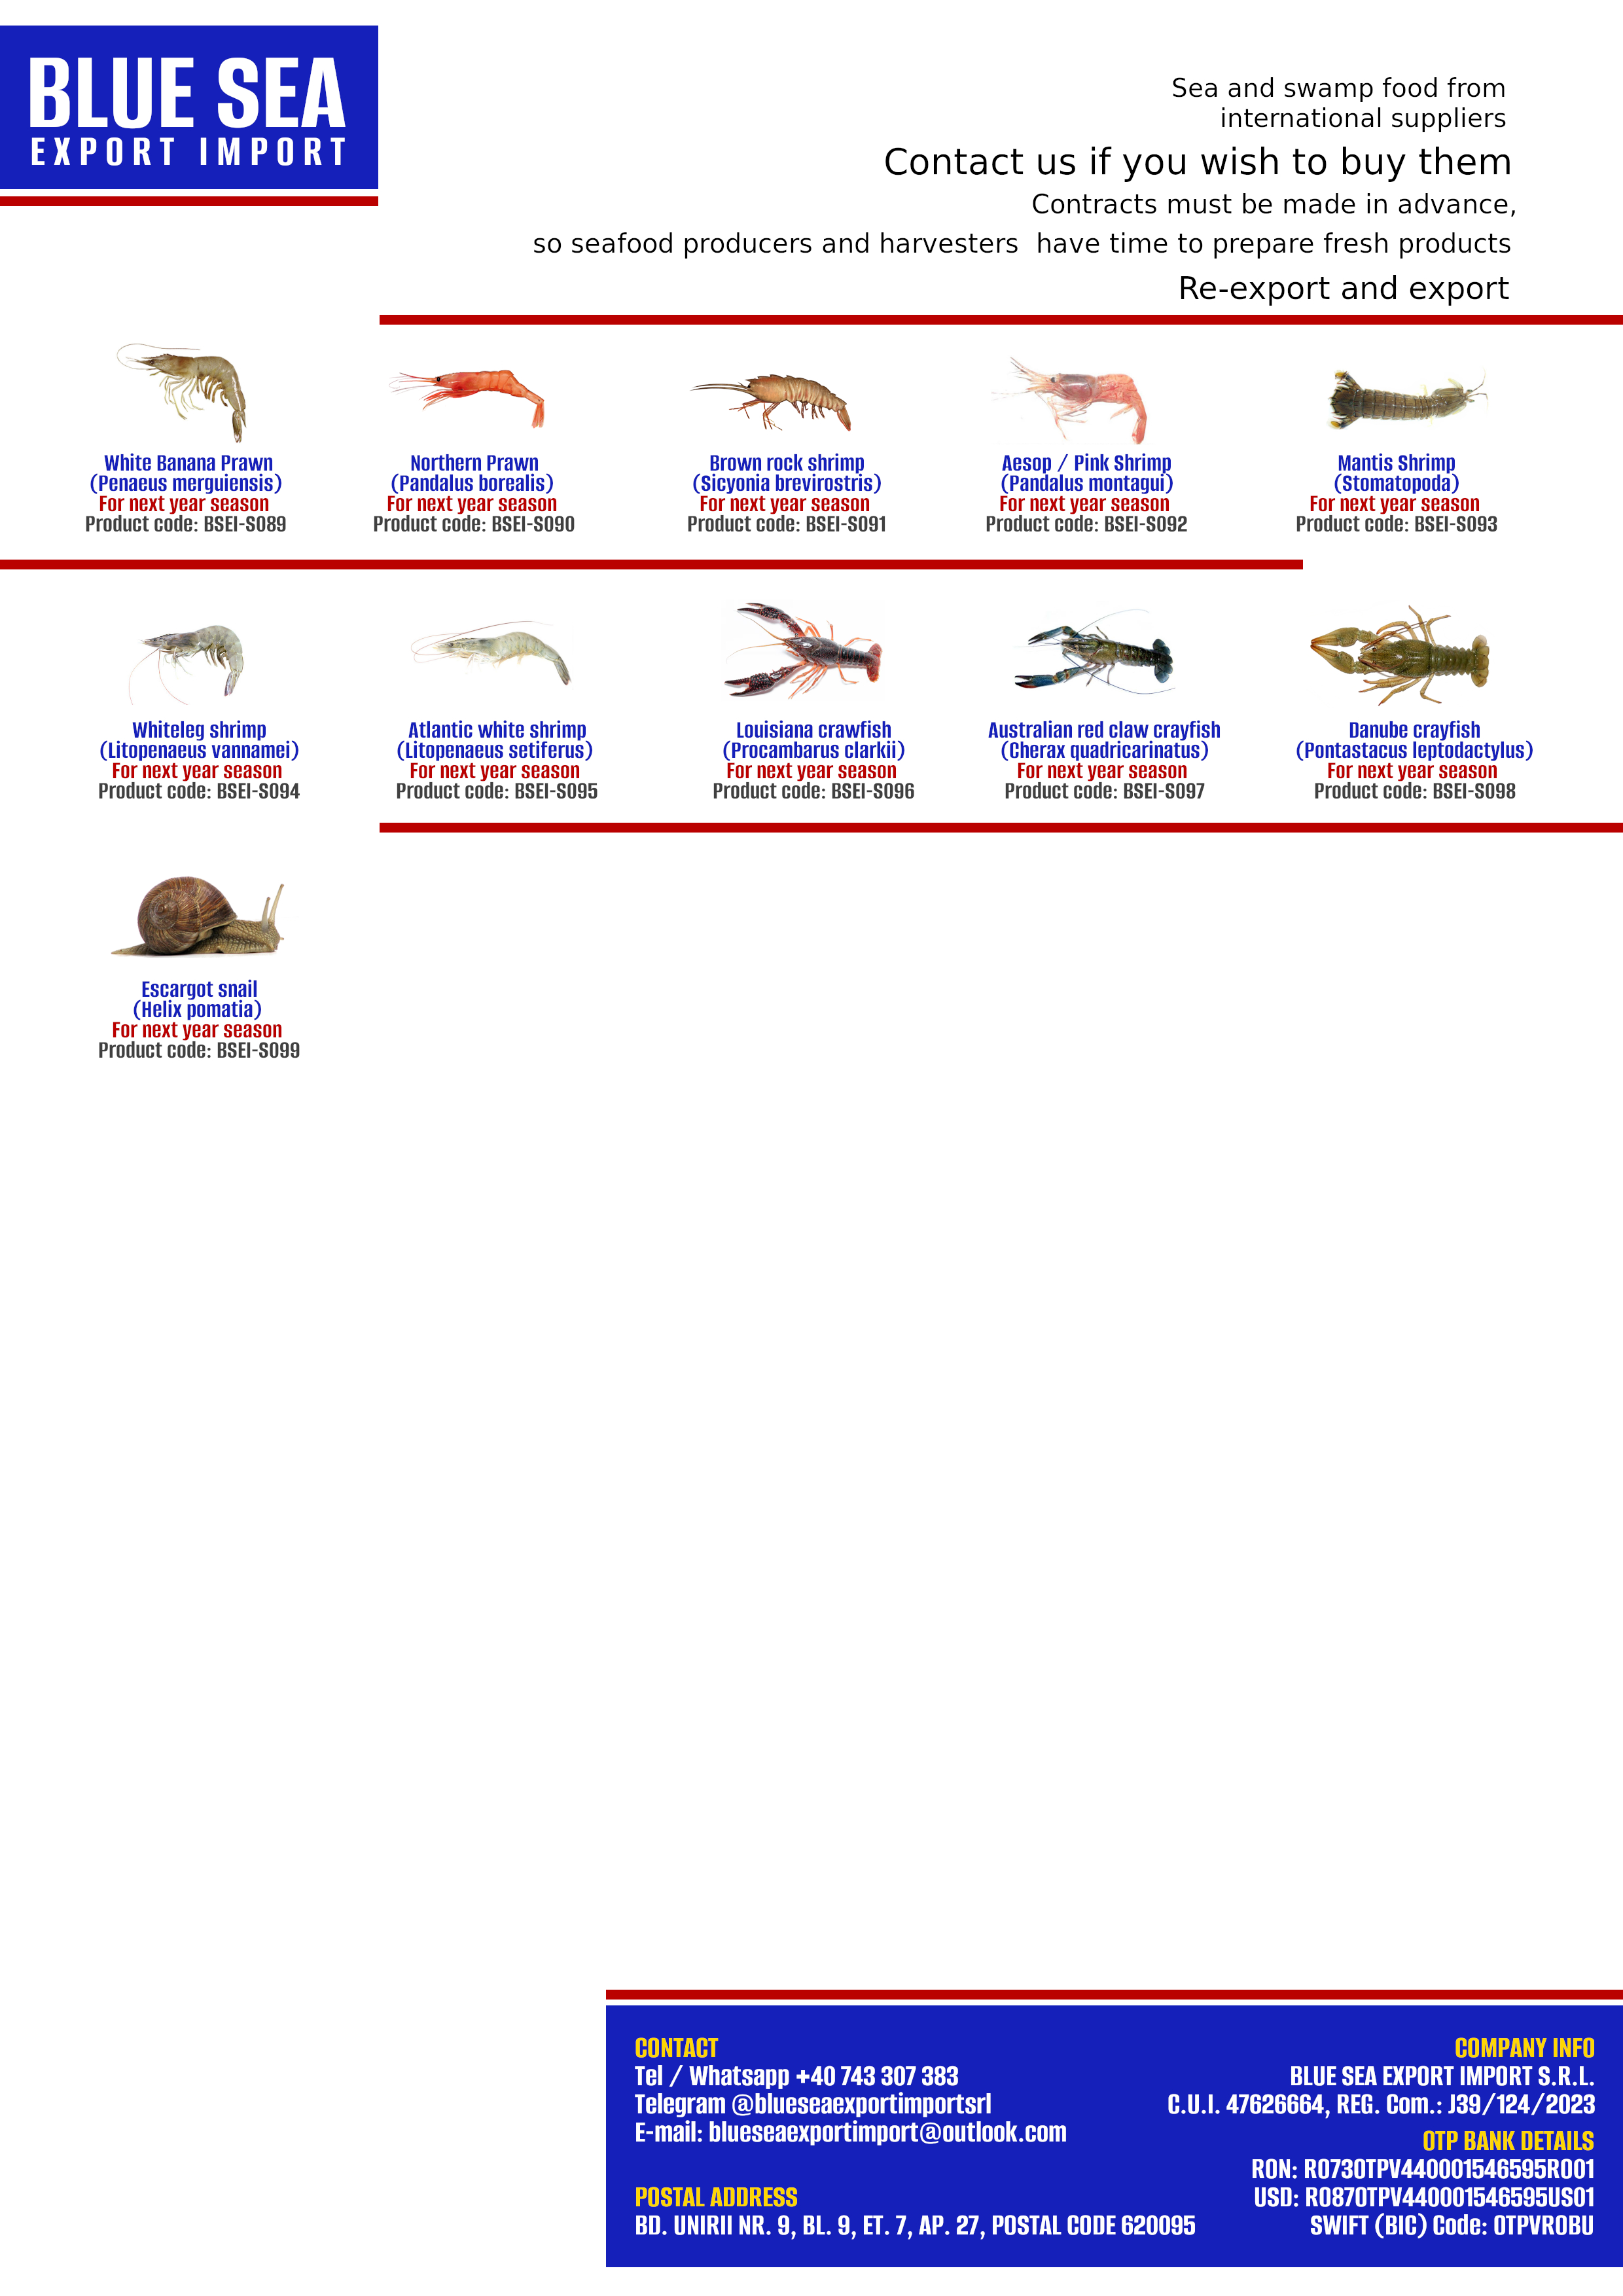 BLUE SEA
EXPORT IMPORT
Sea and swamp food from
international suppliers
Contact us if you wish to buy them
Contracts must be made in advance,
so seafood producers and harvesters  have time to prepare fresh products
Re-export and export
White Banana Prawn
(Penaeus merguiensis)
For next year season
Product code: BSEI-S089
Northern Prawn
(Pandalus borealis)
For next year season
Product code: BSEI-S090
Brown rock shrimp
(Sicyonia brevirostris)
For next year season
Product code: BSEI-S091
Aesop / Pink Shrimp
(Pandalus montagui)
For next year season
Product code: BSEI-S092
Mantis Shrimp
(Stomatopoda)
For next year season
Product code: BSEI-S093
Whiteleg shrimp
(Litopenaeus vannamei)
For next year season
Product code: BSEI-S094
Atlantic white shrimp
(Litopenaeus setiferus)
For next year season
Product code: BSEI-S095
Louisiana crawfish
(Procambarus clarkii)
For next year season
Product code: BSEI-S096
Australian red claw crayfish
(Cherax quadricarinatus)
For next year season
Product code: BSEI-S097
Danube crayfish
(Pontastacus leptodactylus)
For next year season
Product code: BSEI-S098
Escargot snail
(Helix pomatia)
For next year season
Product code: BSEI-S099
CONTACT
Tel / Whatsapp +40 743 307 383
Telegram @blueseaexportimportsrl
E-mail: blueseaexportimport@outlook.com
POSTAL ADDRESS
BD. UNIRII NR. 9, BL. 9, ET. 7, AP. 27, POSTAL CODE 620095
COMPANY INFO
BLUE SEA EXPORT IMPORT S.R.L.
C.U.I. 47626664, REG. Com.: J39/124/2023
OTP BANK DETAILS
RON: RO73OTPV440001546595RO01
USD: RO87OTPV440001546595US01
SWIFT (BIC) Code: OTPVROBU